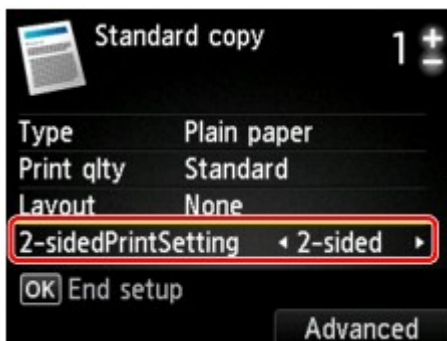 Standard copy 1 + −
Type Plain paper
Print qlty Standard
Layout None
2-sidedPrintSetting ◂ 2-sided ▸
OK End setup
Advanced